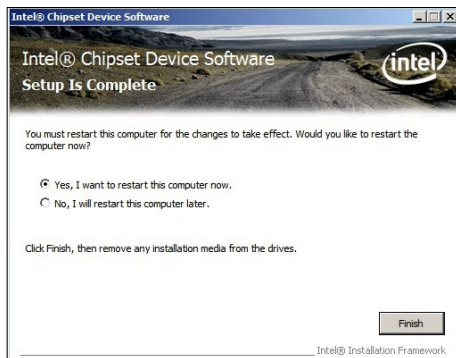 Intel® Chipset Device Software
Intel® Chipset Device Software
Setup Is Complete
intel
You must restart this computer for the changes to take effect. Would you like to restart the
computer now?
Yes, I want to restart this computer now.
No, I will restart this computer later.
Click Finish, then remove any installation media from the drives.
Finish
Intel® Installation Framework